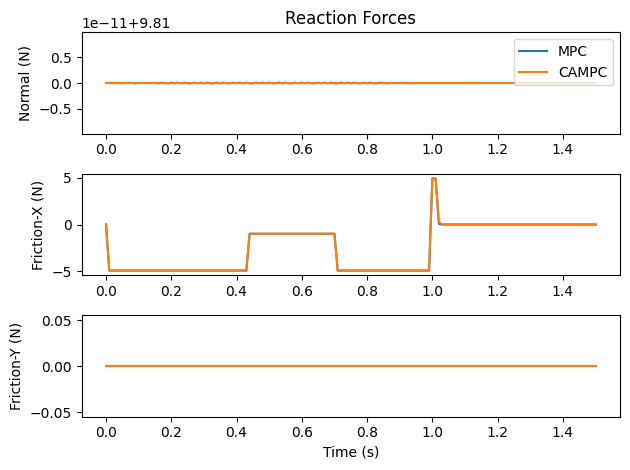 Reaction Forces
1e−11+9.81
Normal (N)
0.5
0.0
−0.5
MPC
CAMPC
0.0 0.2 0.4 0.6 0.8 1.0 1.2 1.4
Friction-X (N)
5
0
−5
0.0 0.2 0.4 0.6 0.8 1.0 1.2 1.4
Friction-Y (N)
0.05
0.00
−0.05
0.0 0.2 0.4 0.6 0.8 1.0 1.2 1.4
Time (s)